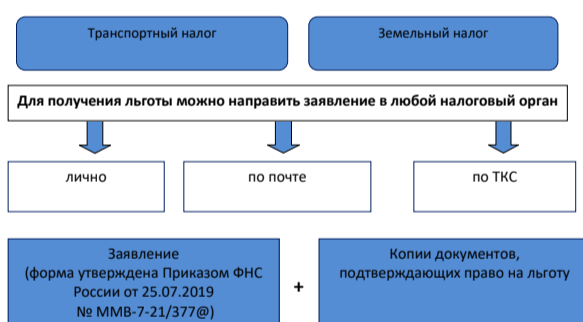 Транспортный налог
Земельный налог
Для получения льготы можно направить заявление в любой налоговый орган
лично
по почте
по ТКС
Заявление
(форма утверждена Приказом ФНС
России от 25.07.2019
№ ММВ-7-21/377@)
+
Копии документов,
подтверждающих право на льготу